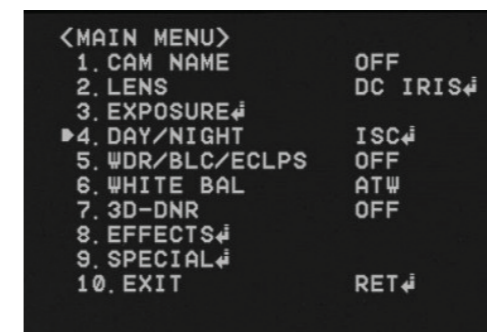 <MAIN MENU>
1. CAM NAME OFF
2. LENS DC IRIS↲
3. EXPOSURE↲
▶4. DAY/NIGHT ISC↲
5. WDR/BLC/ECLPS OFF
6. WHITE BAL ATW
7. 3D-DNR OFF
8. EFFECTS↲
9. SPECIAL↲
10. EXIT RET↲